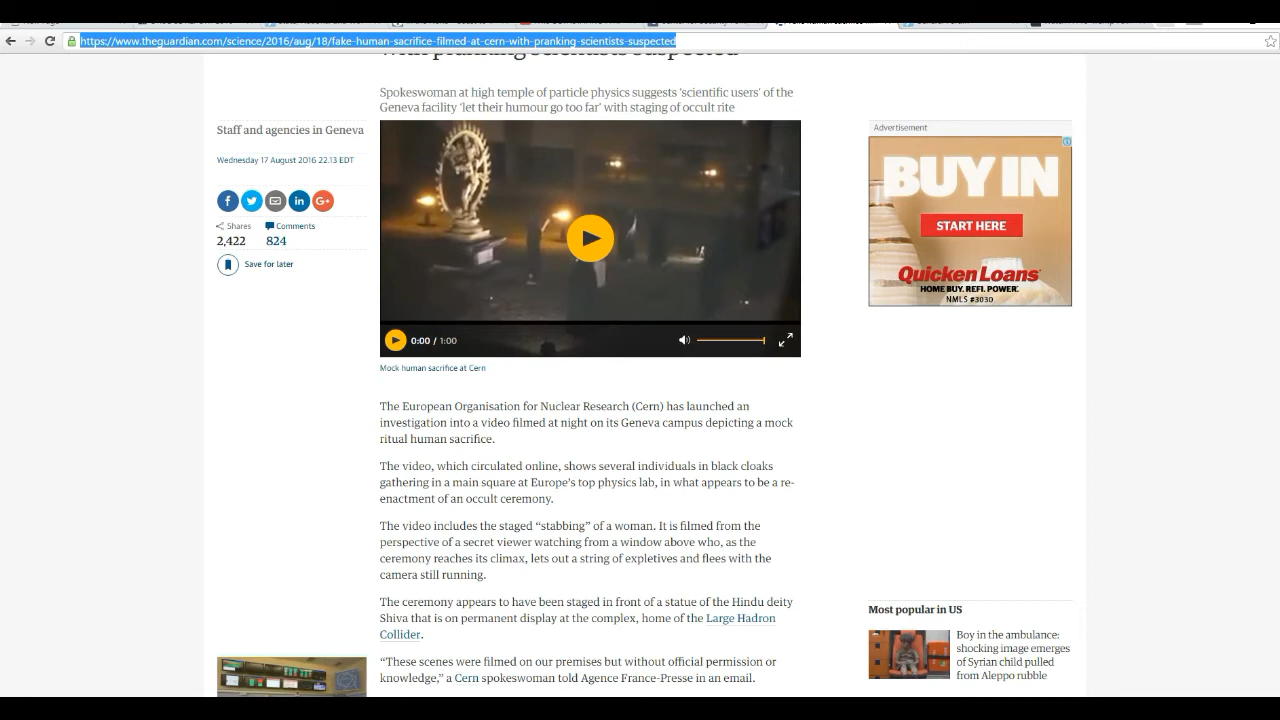 https://www.theguardian.com/science/2016/aug/18/fake-human-sacrifice-filmed-at-cern-with-pranking-scientists-suspected
with pranking scientists suspected
Spokeswoman at high temple of particle physics suggests 'scientific users' of the
Geneva facility 'let their humour go too far' with staging of occult rite
Staff and agencies in Geneva
Wednesday 17 August 2016 22.13 EDT
Shares
Comments
2,422
824
Save for later
0:00 / 1:00
Mock human sacrifice at Cern
The European Organisation for Nuclear Research (Cern) has launched an
investigation into a video filmed at night on its Geneva campus depicting a mock
ritual human sacrifice.
The video, which circulated online, shows several individuals in black cloaks
gathering in a main square at Europe's top physics lab, in what appears to be a re-
enactment of an occult ceremony.
The video includes the staged “stabbing” of a woman. It is filmed from the
perspective of a secret viewer watching from a window above who, as the
ceremony reaches its climax, lets out a string of expletives and flees with the
camera still running.
The ceremony appears to have been staged in front of a statue of the Hindu deity
Shiva that is on permanent display at the complex, home of the Large Hadron
Collider.
“These scenes were filmed on our premises but without official permission or
knowledge,” a Cern spokeswoman told Agence France-Presse in an email.
Advertisement
BUY IN
START HERE
Quicken Loans
HOME BUY. REFI. POWER.
NMLS #3030
Most popular in US
Boy in the ambulance:
shocking image emerges
of Syrian child pulled
from Aleppo rubble